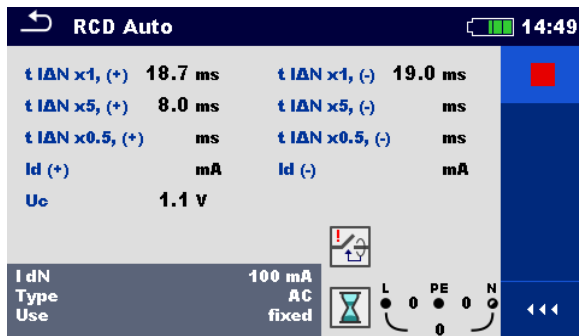 RCD Auto 14:49
t IΔN x1, (+) 18.7 ms t IΔN x1, (-) 19.0 ms
t IΔN x5, (+) 8.0 ms t IΔN x5, (-) ms
t IΔN x0.5, (+) ms t IΔN x0.5, (-) ms
Id (+) mA Id (-) mA
Uc 1.1 V
I dN 100 mA
Type AC
Use fixed
L PE N
0 0
0